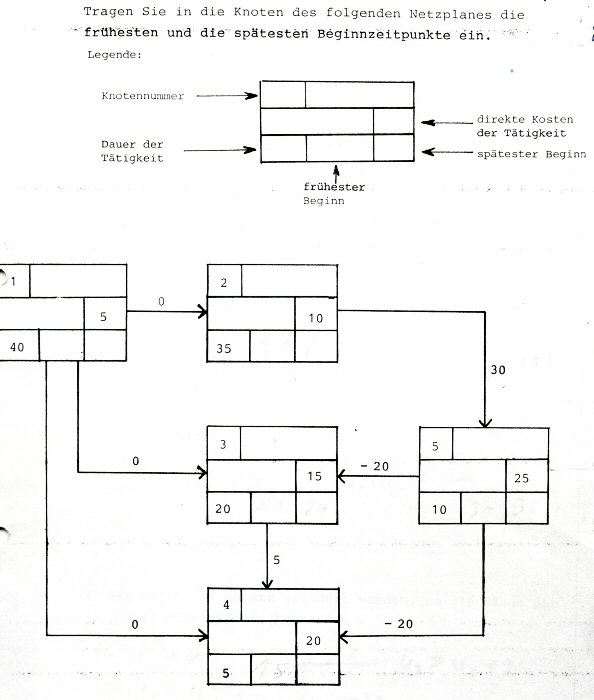 Tragen Sie in die Knoten des folgenden Netzplanes die
frühesten und die spätesten Beginnzeitpunkte ein.
Legende:
Knotennummer
direkte Kosten
der Tätigkeit
Dauer der
Tätigkeit
spätester Beginn
frühester
Beginn
1
5
40
0
2
10
35
30
0
3
15
20
- 20
5
25
10
5
0
4
20
5
- 20